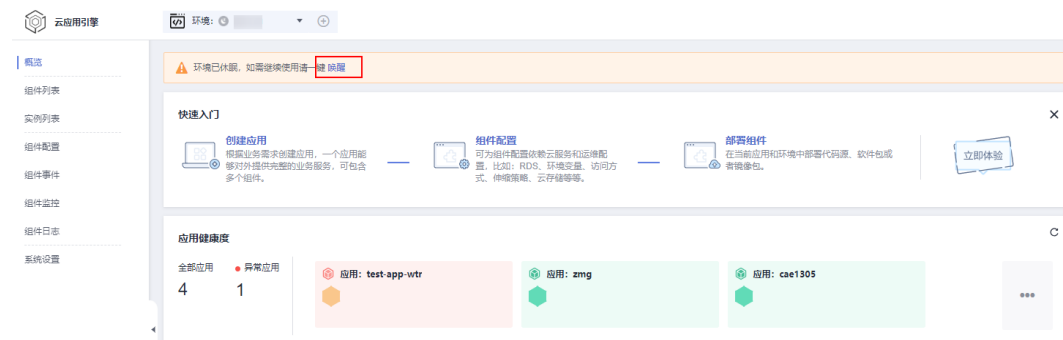 云应用引擎
环境:
概览
组件列表
实例列表
组件配置
组件事件
组件监控
组件日志
系统设置
环境已休眠，如需继续使用请一键 唤醒
快速入门
创建应用
根据业务需求创建应用，一个应用能
够对外提供完整的业务服务，可包含
多个组件。
组件配置
可为组件配置依赖云服务和运维配
置，比如：RDS、环境变量、访问方
式、伸缩策略、云存储等等。
部署组件
在当前应用和环境中部署代码源、软件包或
者镜像包。
立即体验
应用健康度
全部应用
4
异常应用
1
应用：test-app-wtr
应用：zmg
应用：cae1305